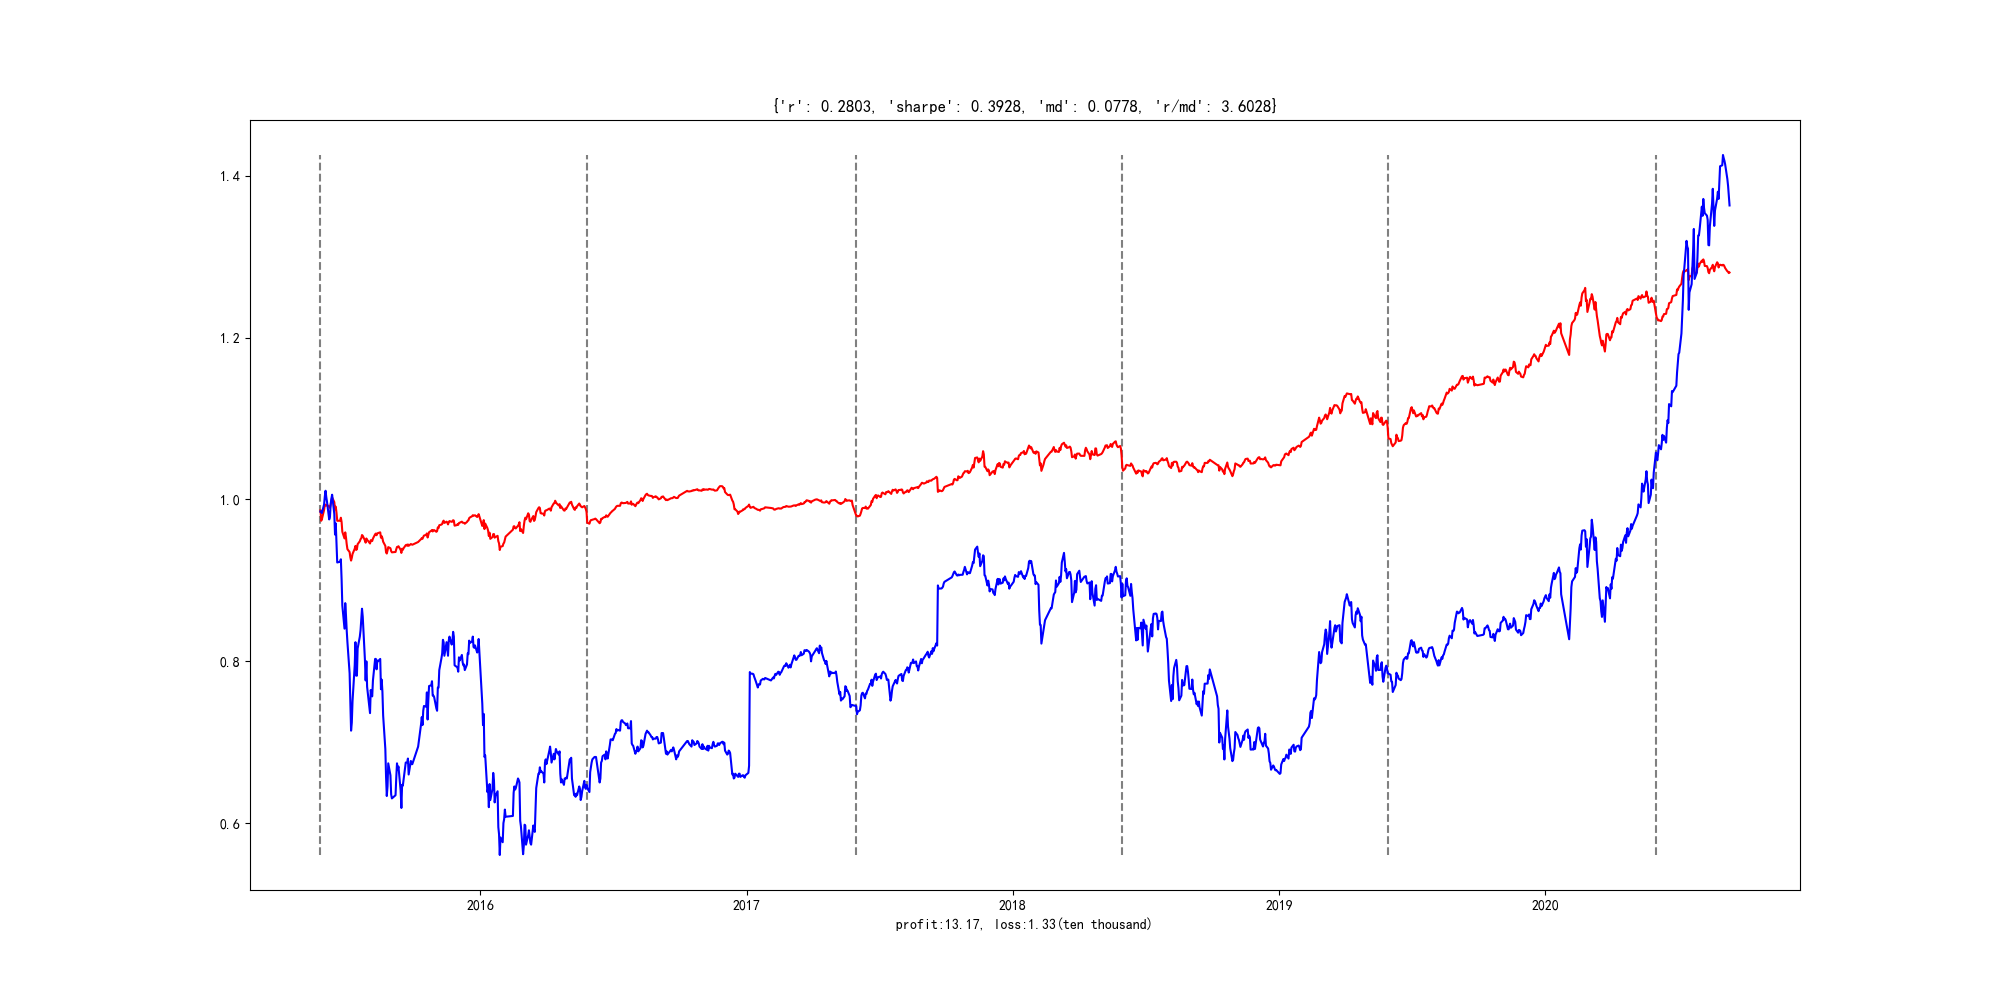 {'r': 0.2803, 'sharpe': 0.3928, 'md': 0.0778, 'r/md': 3.6028}
1.4
1.2
1.0
0.8
0.6
2016 2017 2018 2019 2020
profit:13.17, loss:1.33(ten thousand)